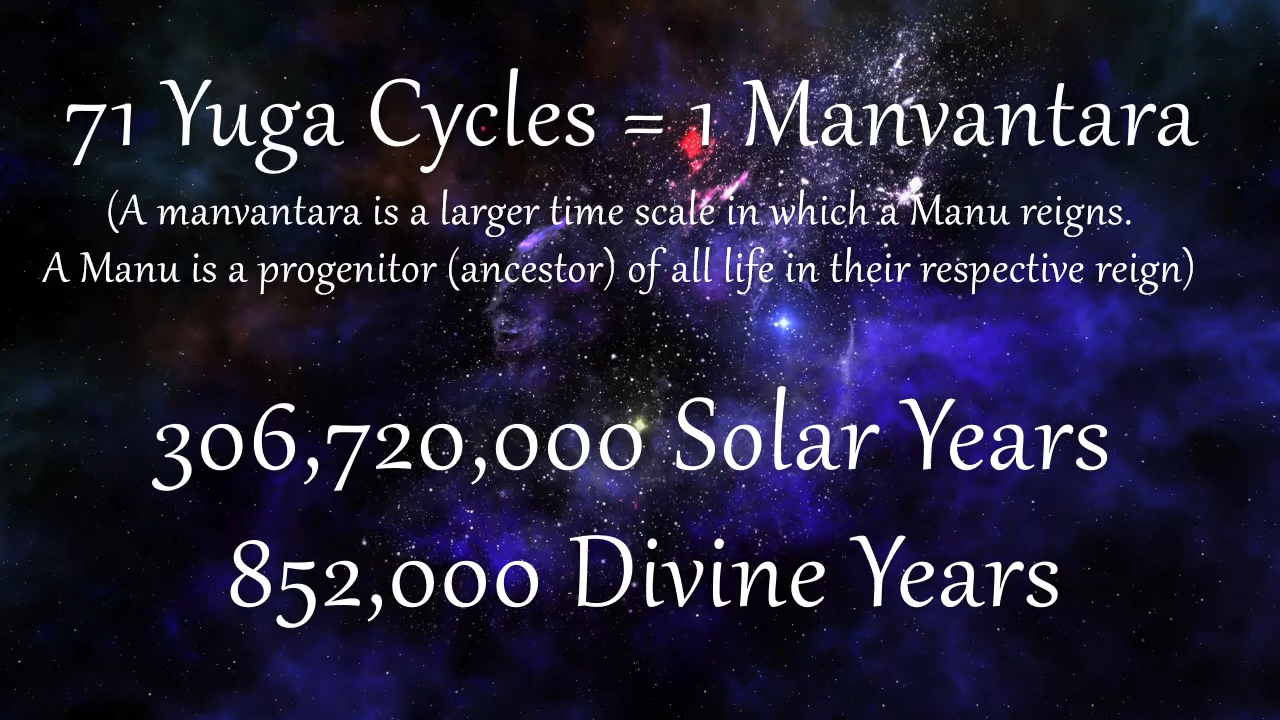 71 Yuga Cycles = 1 Manvantara
(A manvantara is a larger time scale in which a Manu reigns.
A Manu is a progenitor (ancestor) of all life in their respective reign)
306,720,000 Solar Years
852,000 Divine Years